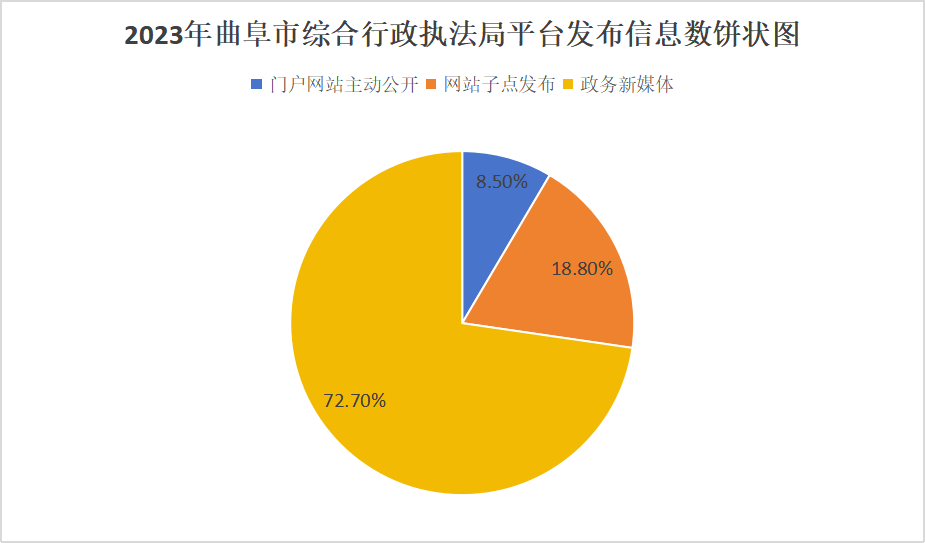 2023年曲阜市综合行政执法局平台发布信息数饼状图
门户网站主动公开 网站子点发布 政务新媒体
8.50%
18.80%
72.70%